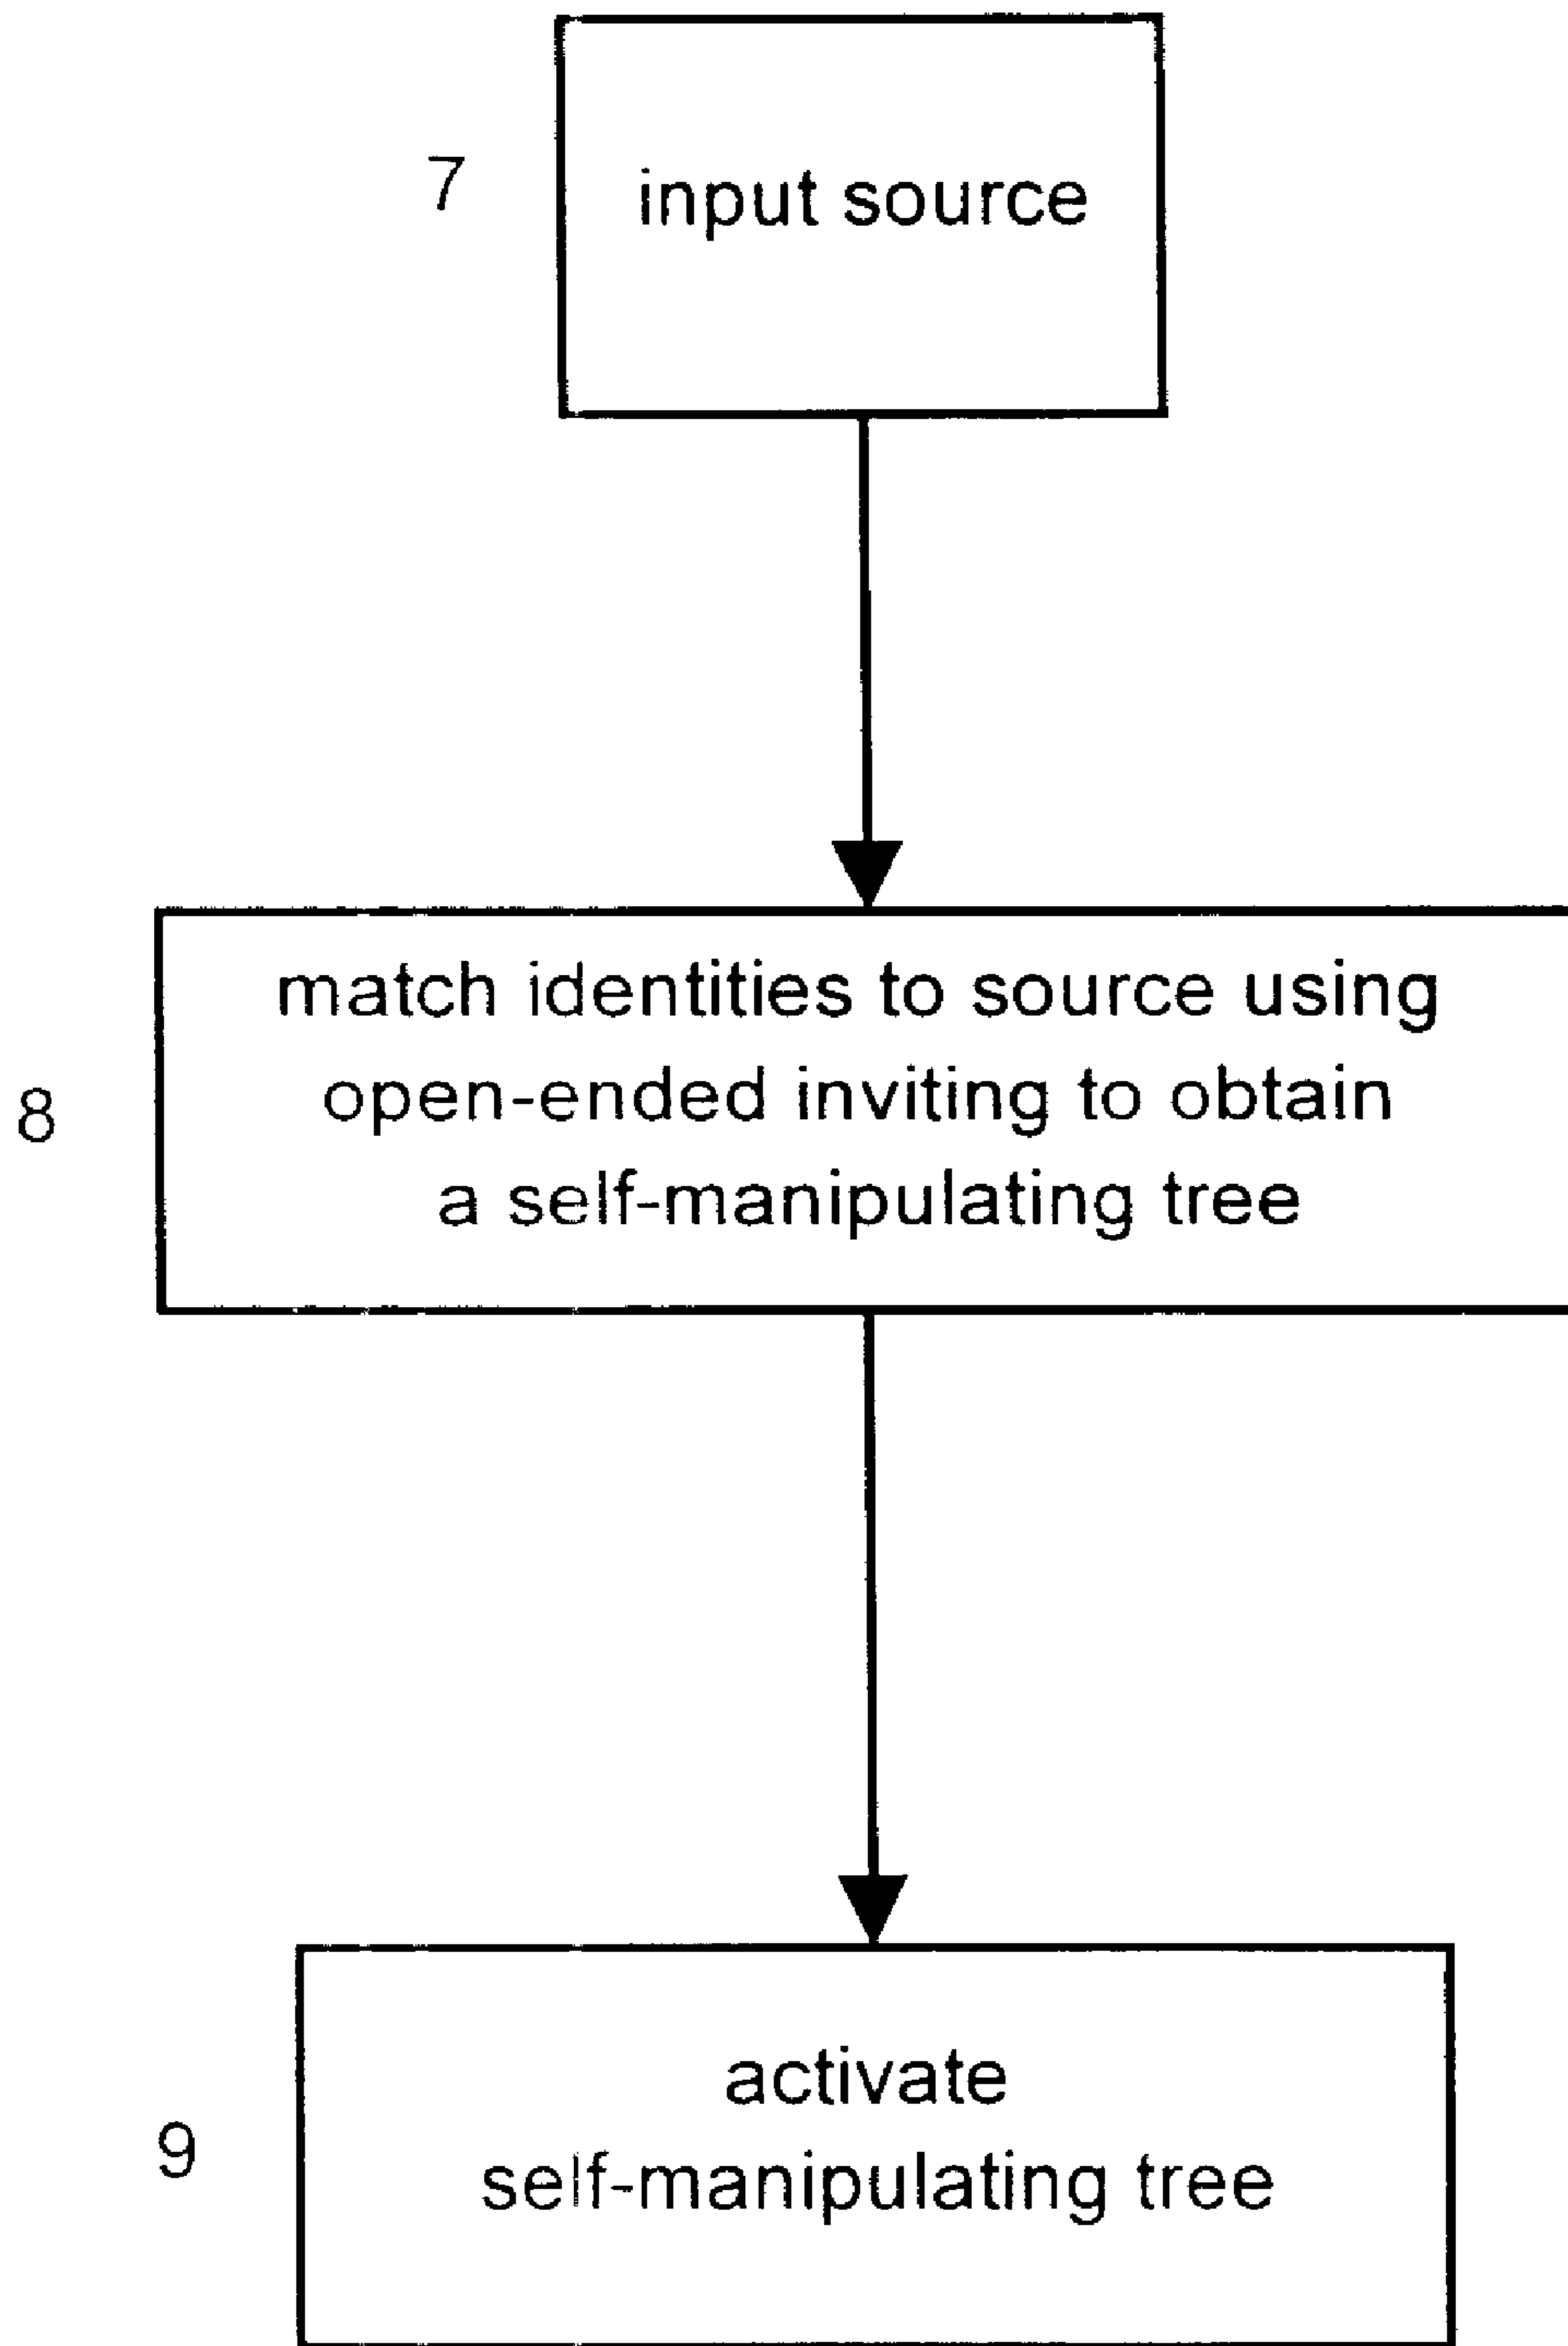 7
input source
match identities to source using
open-ended inviting to obtain
8
a self-manipulating tree
activate
9
self-manipulating tree